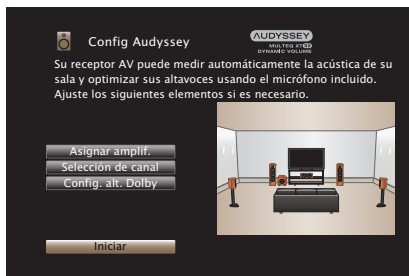 Config Audyssey
AUDYSSEY
MULTEQ XT32
DYNAMIC VOLUME
Su receptor AV puede medir automáticamente la acústica de su
sala y optimizar sus altavoces usando el micrófono incluido.
Ajuste los siguientes elementos si es necesario.
Asignar amplif.
Selección de canal
Config. alt. Dolby
Iniciar